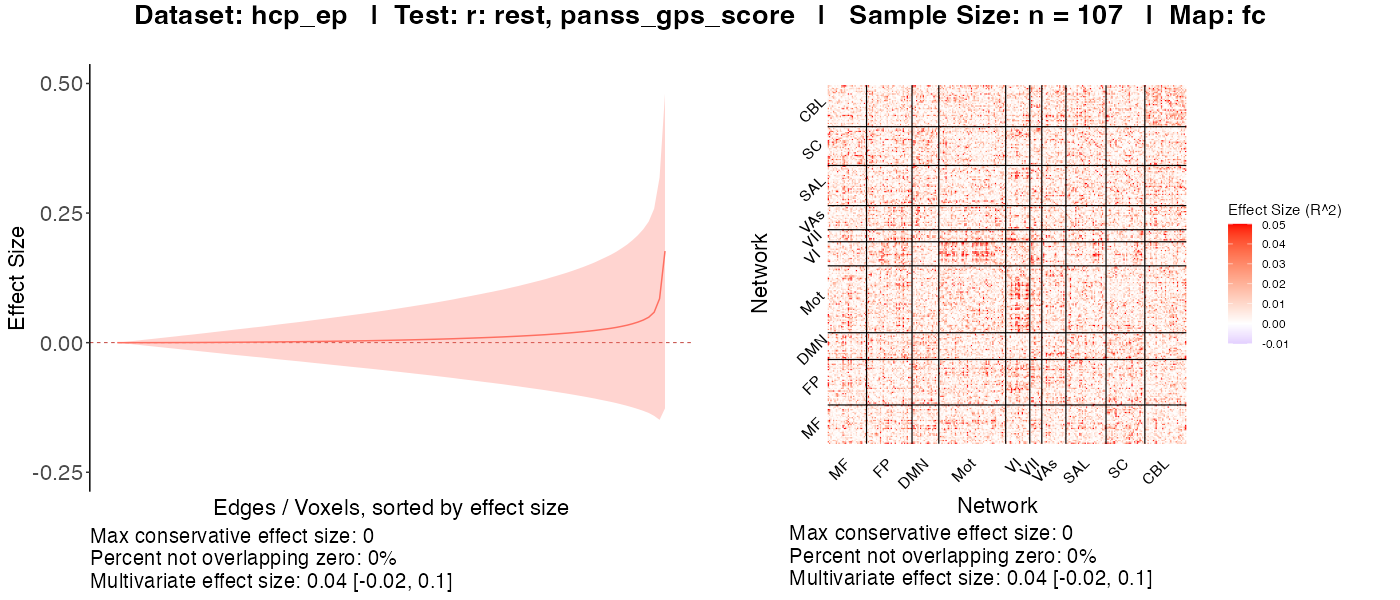 Dataset: hcp_ep | Test: r: rest, panss_gps_score | Sample Size: n = 107 | Map: fc
Effect Size
0.50
0.25
0.00
-0.25
Edges / Voxels, sorted by effect size
Max conservative effect size: 0
Percent not overlapping zero: 0%
Multivariate effect size: 0.04 [-0.02, 0.1]
Network
CBL
SC
SAL
VAs
VII
VI
Mot
DMN
FP
MF
MF
FP
DMN
Mot
VI
VII
VAs
SAL
SC
CBL
Network
Effect Size (R^2)
0.05
0.04
0.03
0.02
0.01
0.00
-0.01
Max conservative effect size: 0
Percent not overlapping zero: 0%
Multivariate effect size: 0.04 [-0.02, 0.1]